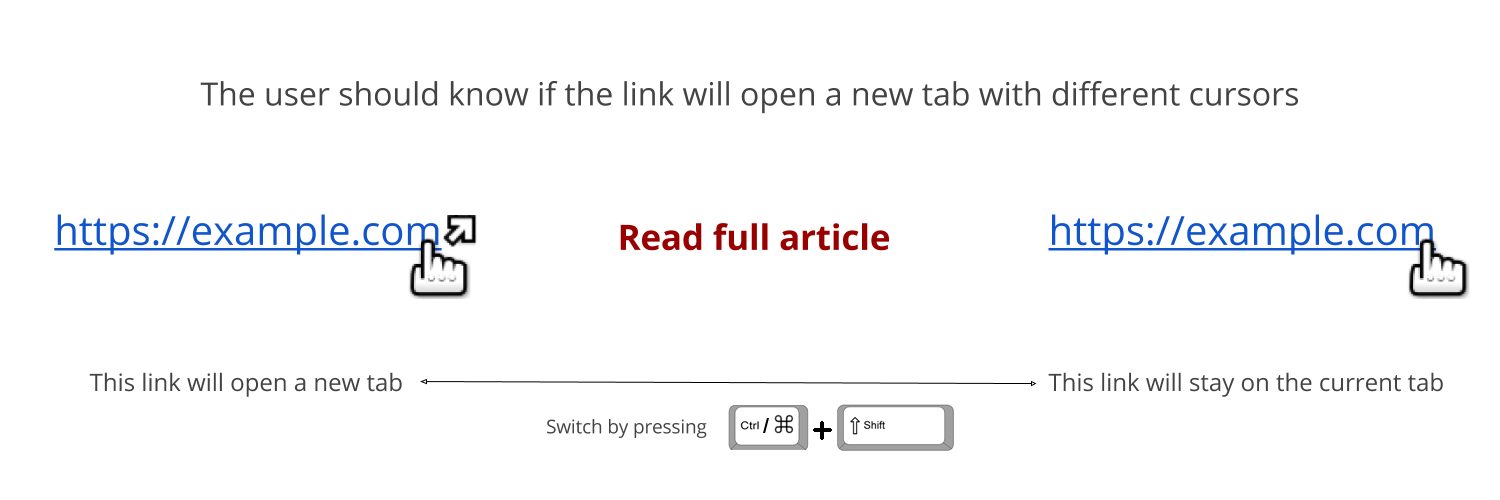 The user should know if the link will open a new tab with different cursors
https://example.com
Read full article
https://example.com
This link will open a new tab
This link will stay on the current tab
Switch by pressing
Ctrl / ⌘ + ⇧ Shift